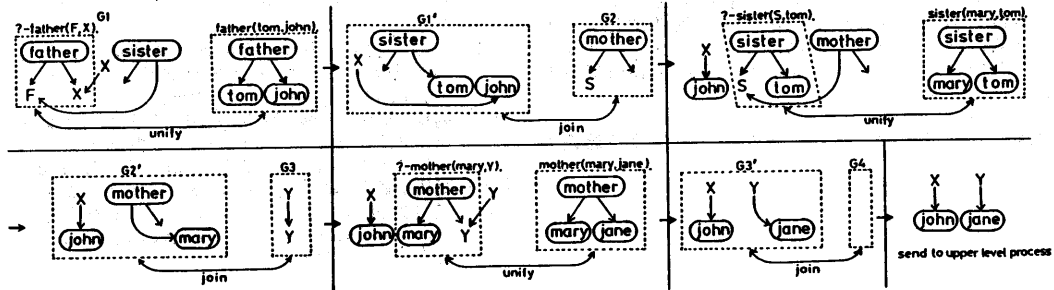 G1
?-father(F,X)
father
sister
X
F
X
father(tom,john)
father
tom
john
unify
G1'
sister
X
tom
john
G2
mother
S
join
?-sister(S,tom)
X
john
sister
S
tom
mother
sister(mary,tom)
sister
mary
tom
unify
G2'
X
john
mother
mary
G3
Y
Y
join
?-mother(mary,Y)
X
john
mother
mary
Y
Y
mother(mary,jane)
mother
mary
jane
unify
G3'
X
john
Y
jane
G4
join
X
Y
john
jane
send to upper level process